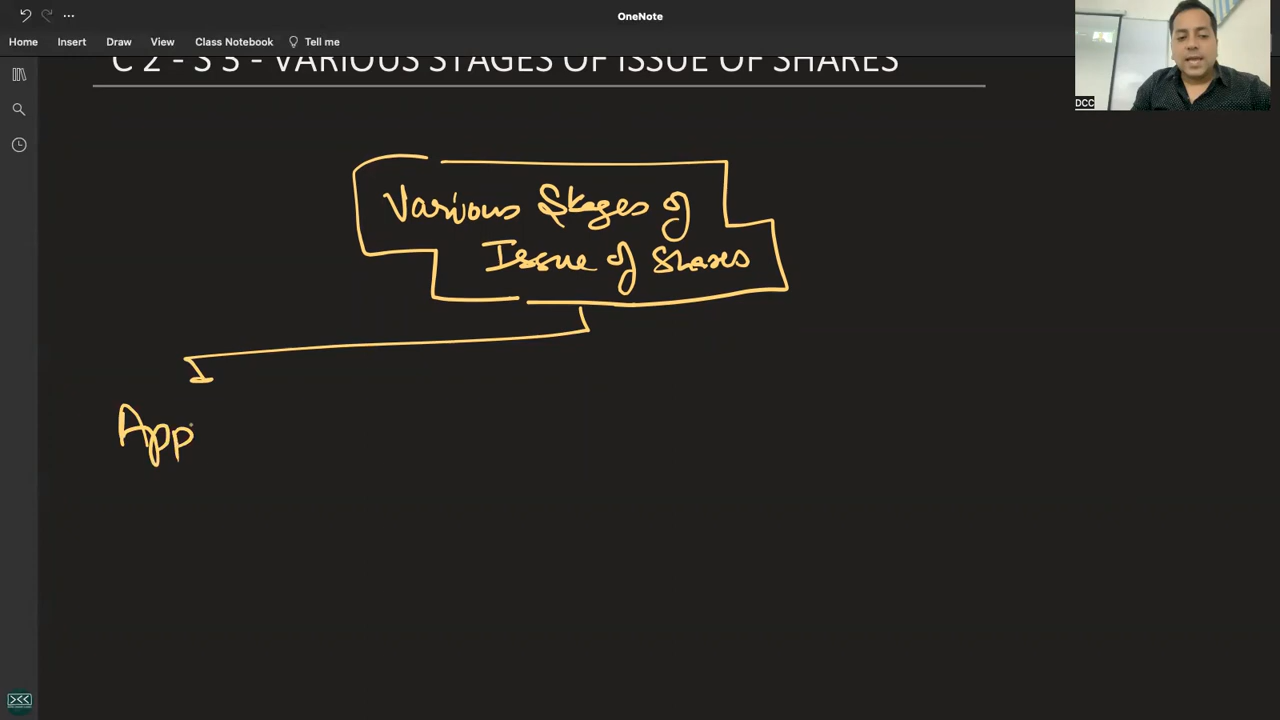 OneNote
Home Insert Draw View Class Notebook Tell me
C 2 - S 5 - VARIOUS STAGES OF ISSUE OF SHARES
DCC
Various Stages of
Issue of Shares
App